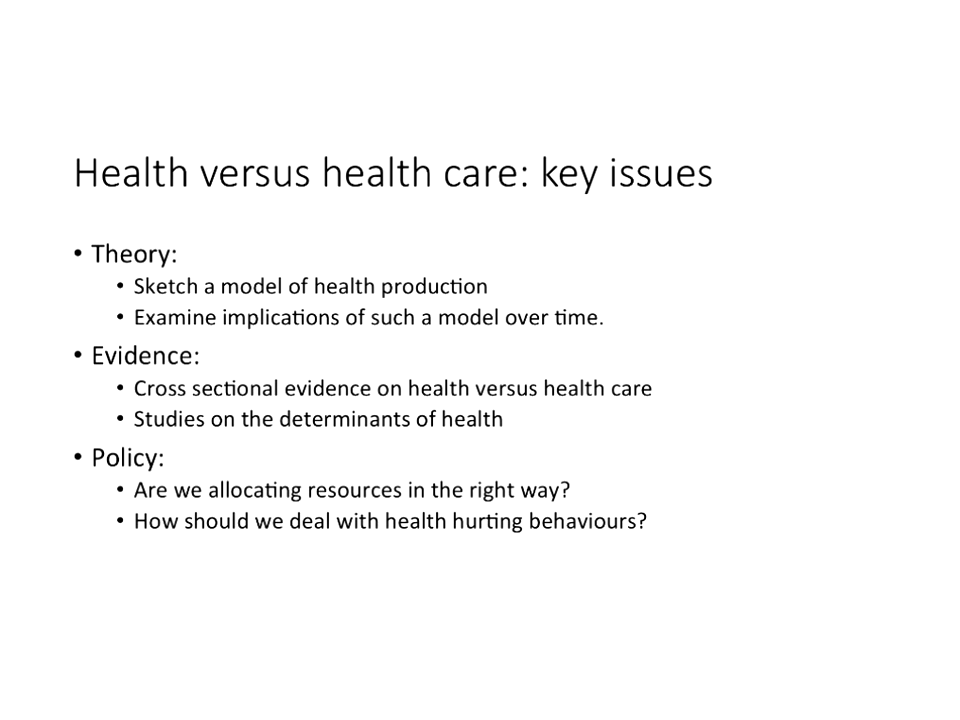 Health versus health care: key issues
• Theory:
• Sketch a model of health production
• Examine implications of such a model over time.
• Evidence:
• Cross sectional evidence on health versus health care
• Studies on the determinants of health
• Policy:
• Are we allocating resources in the right way?
• How should we deal with health hurting behaviours?